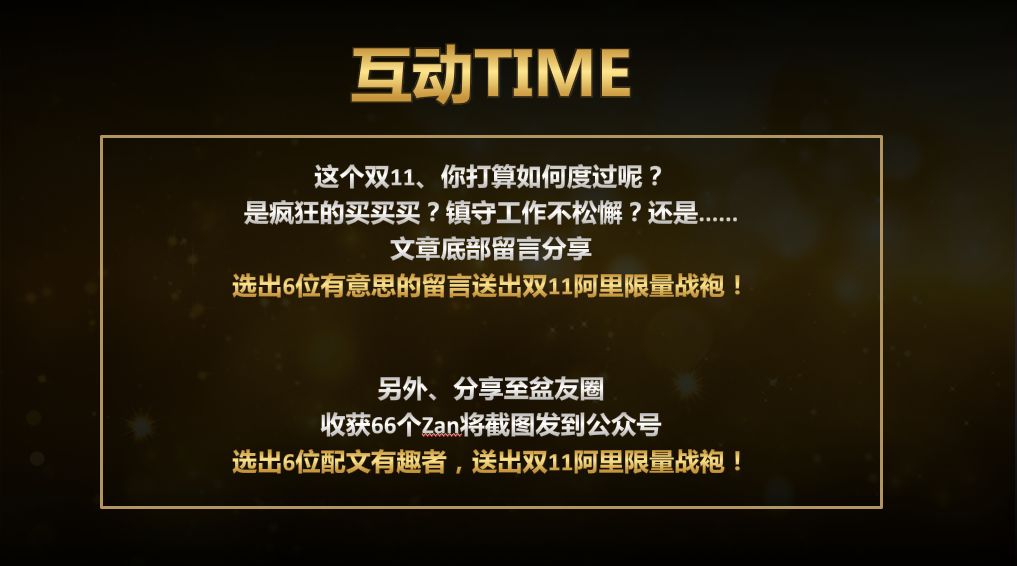 互动TIME
这个双11、你打算如何度过呢？
是疯狂的买买买？镇守工作不松懈？还是……
文章底部留言分享
选出6位有意思的留言送出双11阿里限量战袍！
另外、分享至盆友圈
收获66个Zan将截图发到公众号
选出6位配文有趣者，送出双11阿里限量战袍！